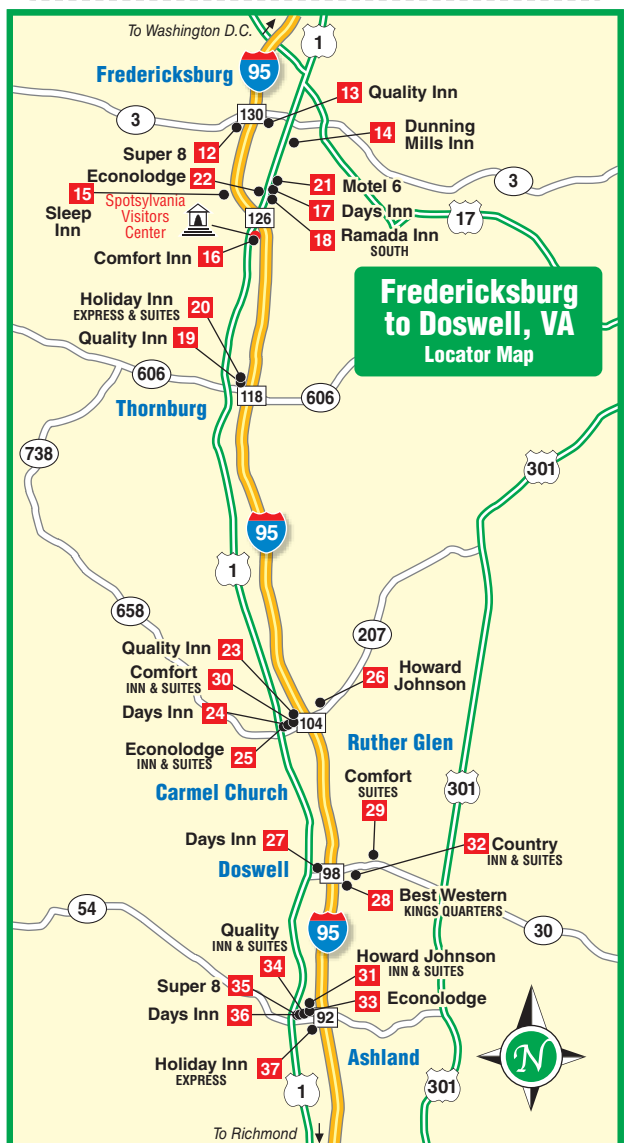 To Washington D.C.
1
95
Fredericksburg
13 Quality Inn
130
3
14 Dunning
Mills Inn
Super 8 12
Econolodge
22
3
15
21 Motel 6
Spotsylvania
Visitors
Center
Sleep
Inn
17 Days Inn
17
126
18 Ramada Inn
SOUTH
Comfort Inn 16
Fredericksburg
to Doswell, VA
Locator Map
Holiday Inn 20
EXPRESS & SUITES
Quality Inn 19
606
118
606
Thornburg
738
301
95
1
658
207
Quality Inn 23
Comfort 30
INN & SUITES
26 Howard
Johnson
Days Inn 24
104
Econolodge 25
INN & SUITES
Ruther Glen
Carmel Church
301
Comfort
SUITES
29
Days Inn 27
32 Country
INN & SUITES
Doswell
98
28 Best Western
KINGS QUARTERS
54
30
95
Quality
INN & SUITES
34
Howard Johnson
INN & SUITES
31
Super 8 35
33 Econolodge
Days Inn 36
92
Holiday Inn 37
EXPRESS
Ashland
N
1
301
To Richmond